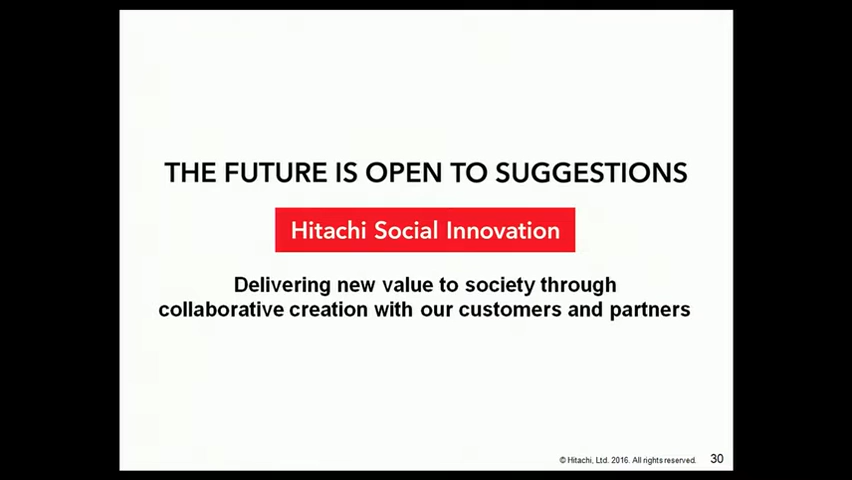 THE FUTURE IS OPEN TO SUGGESTIONS
Hitachi Social Innovation
Delivering new value to society through
collaborative creation with our customers and partners
© Hitachi, Ltd. 2016. All rights reserved. 30